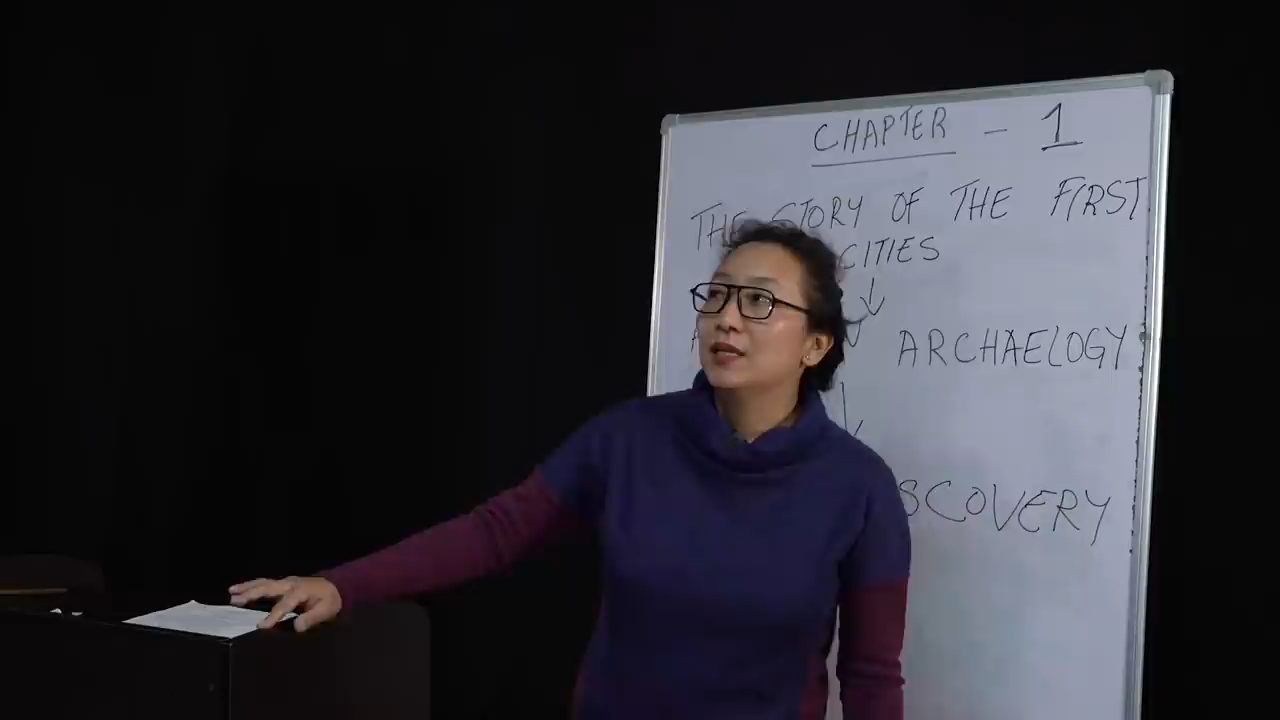 CHAPTER - 1
THE STORY OF THE FIRST
CITIES
ARCHAELOGY
SCOVERY